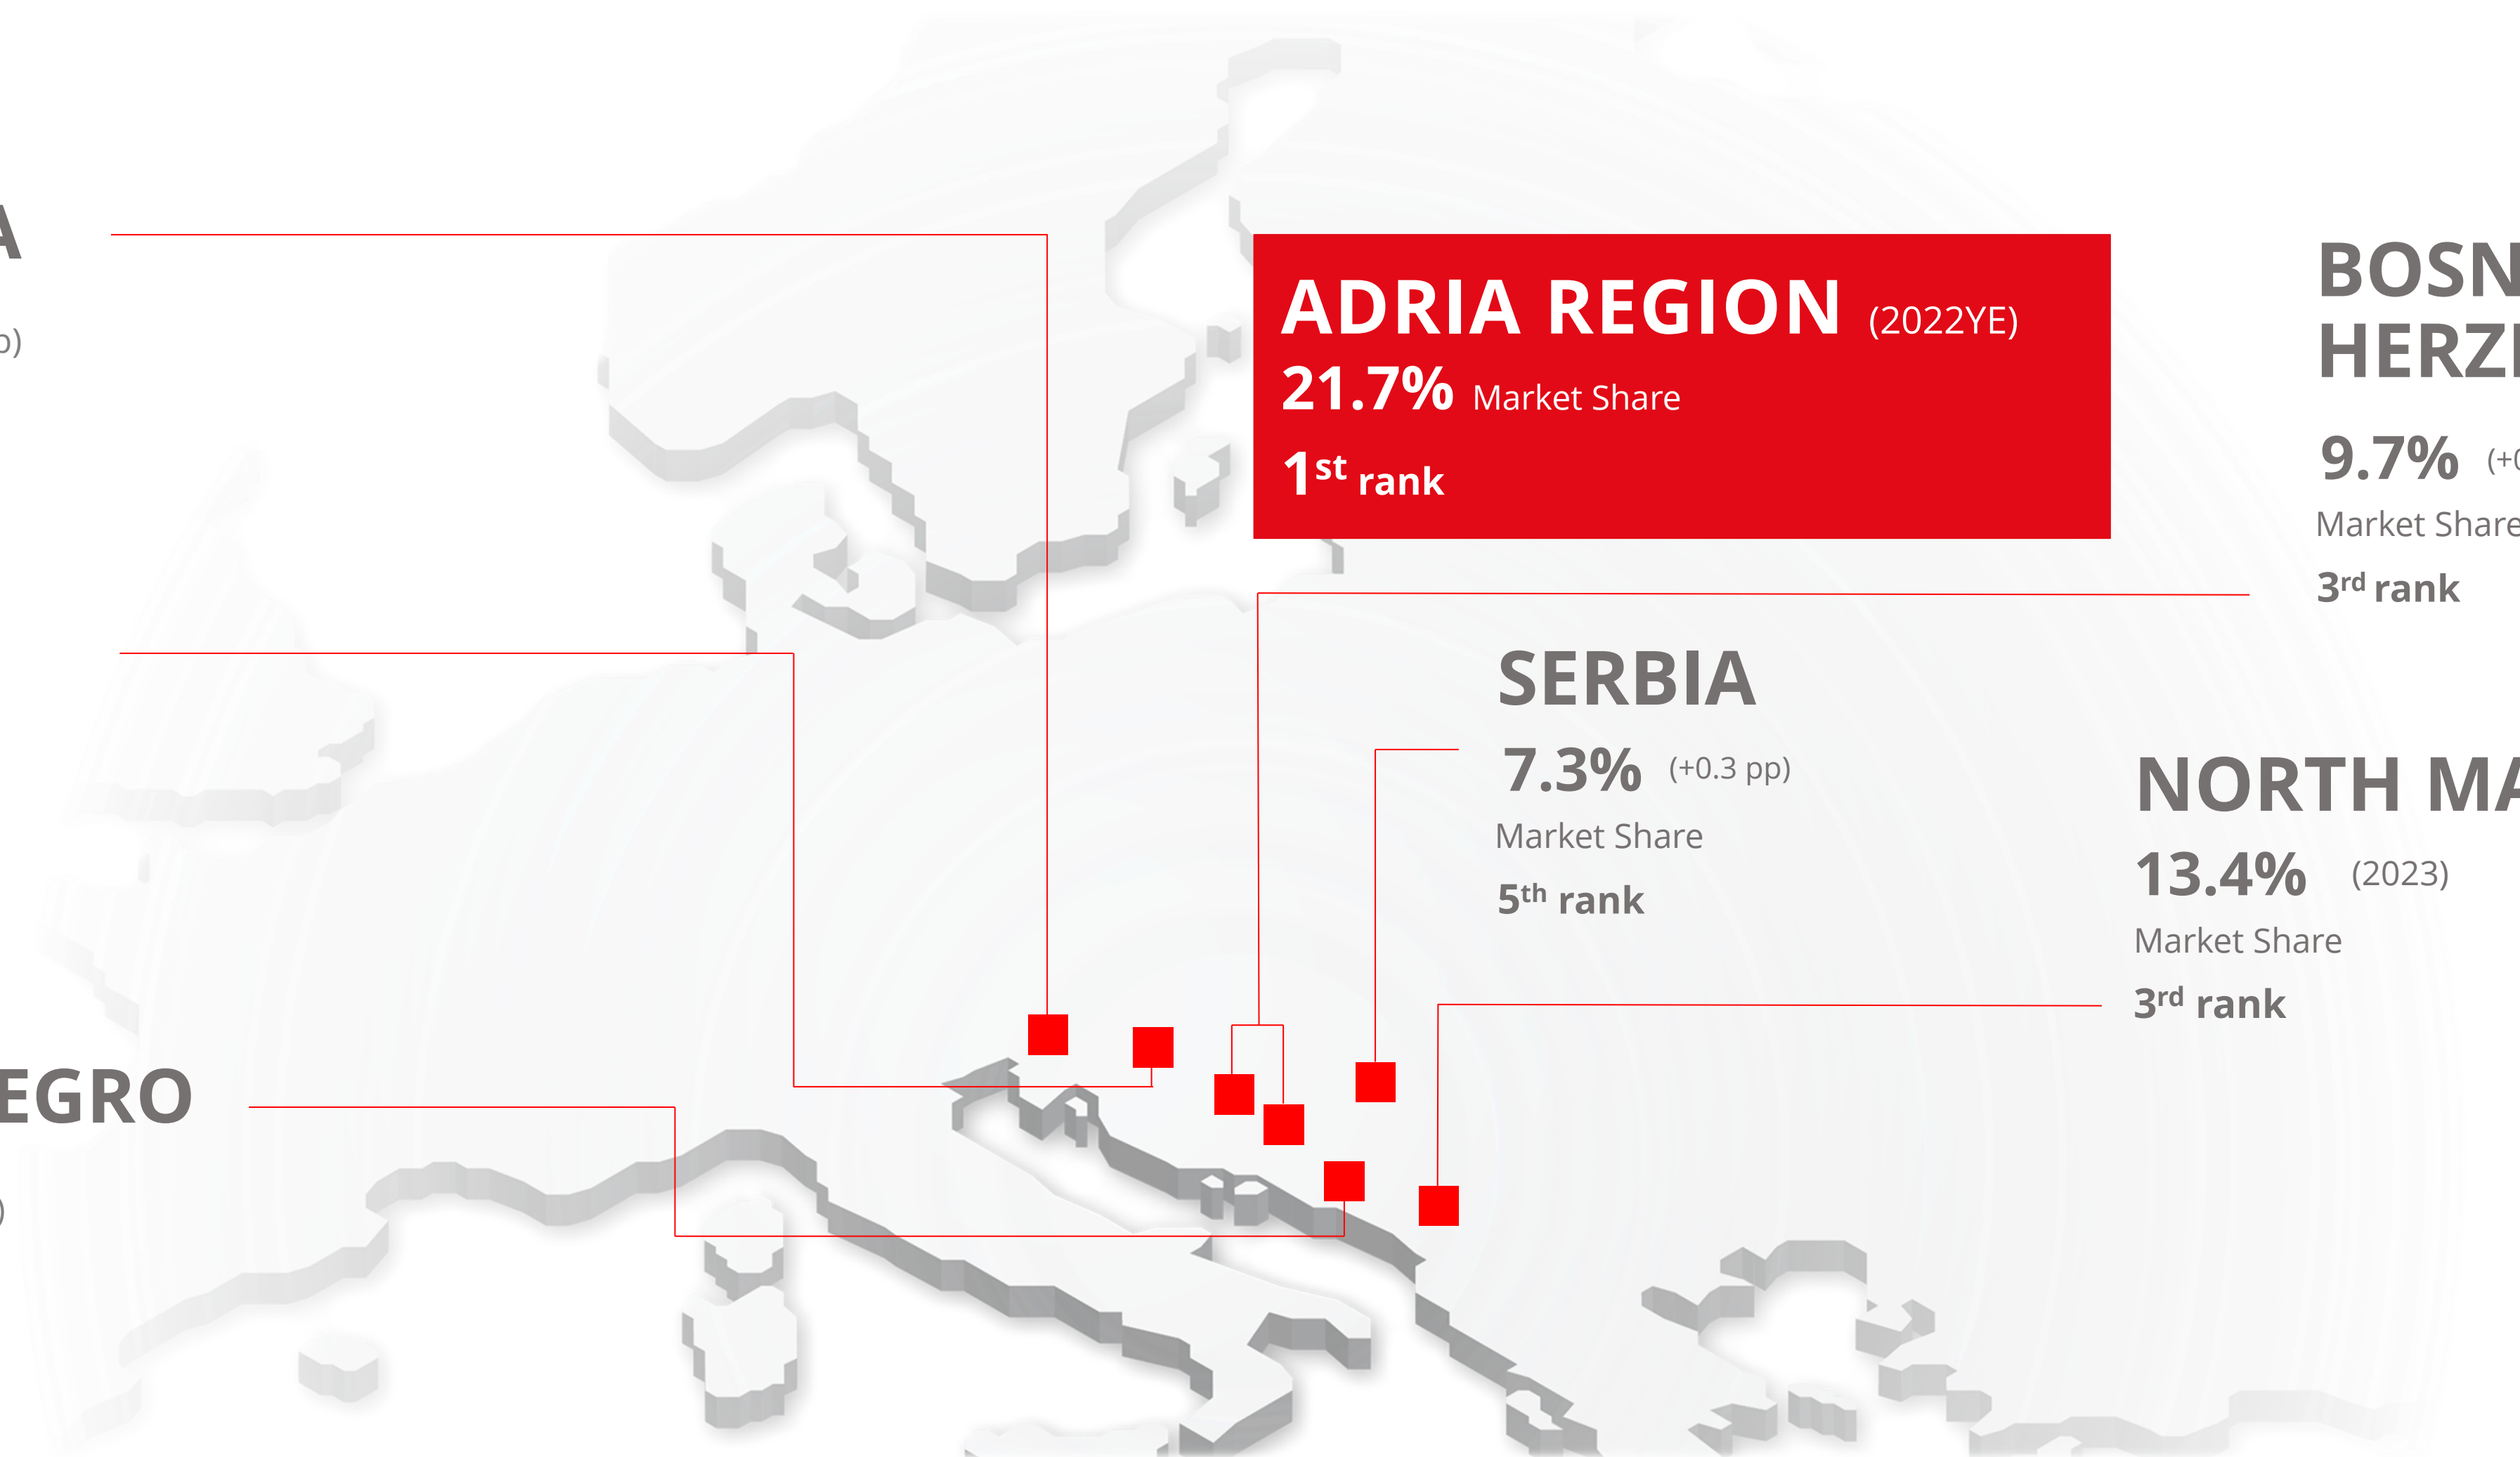 A
p)
EGRO
)
ADRIA REGION (2022YE)
21.7% Market Share
1st rank
SERBIA
7.3% (+0.3 pp)
Market Share
5th rank
BOSN
HERZ
9.7% (+0
Market Share
3rd rank
NORTH MA
13.4% (2023)
Market Share
3rd rank